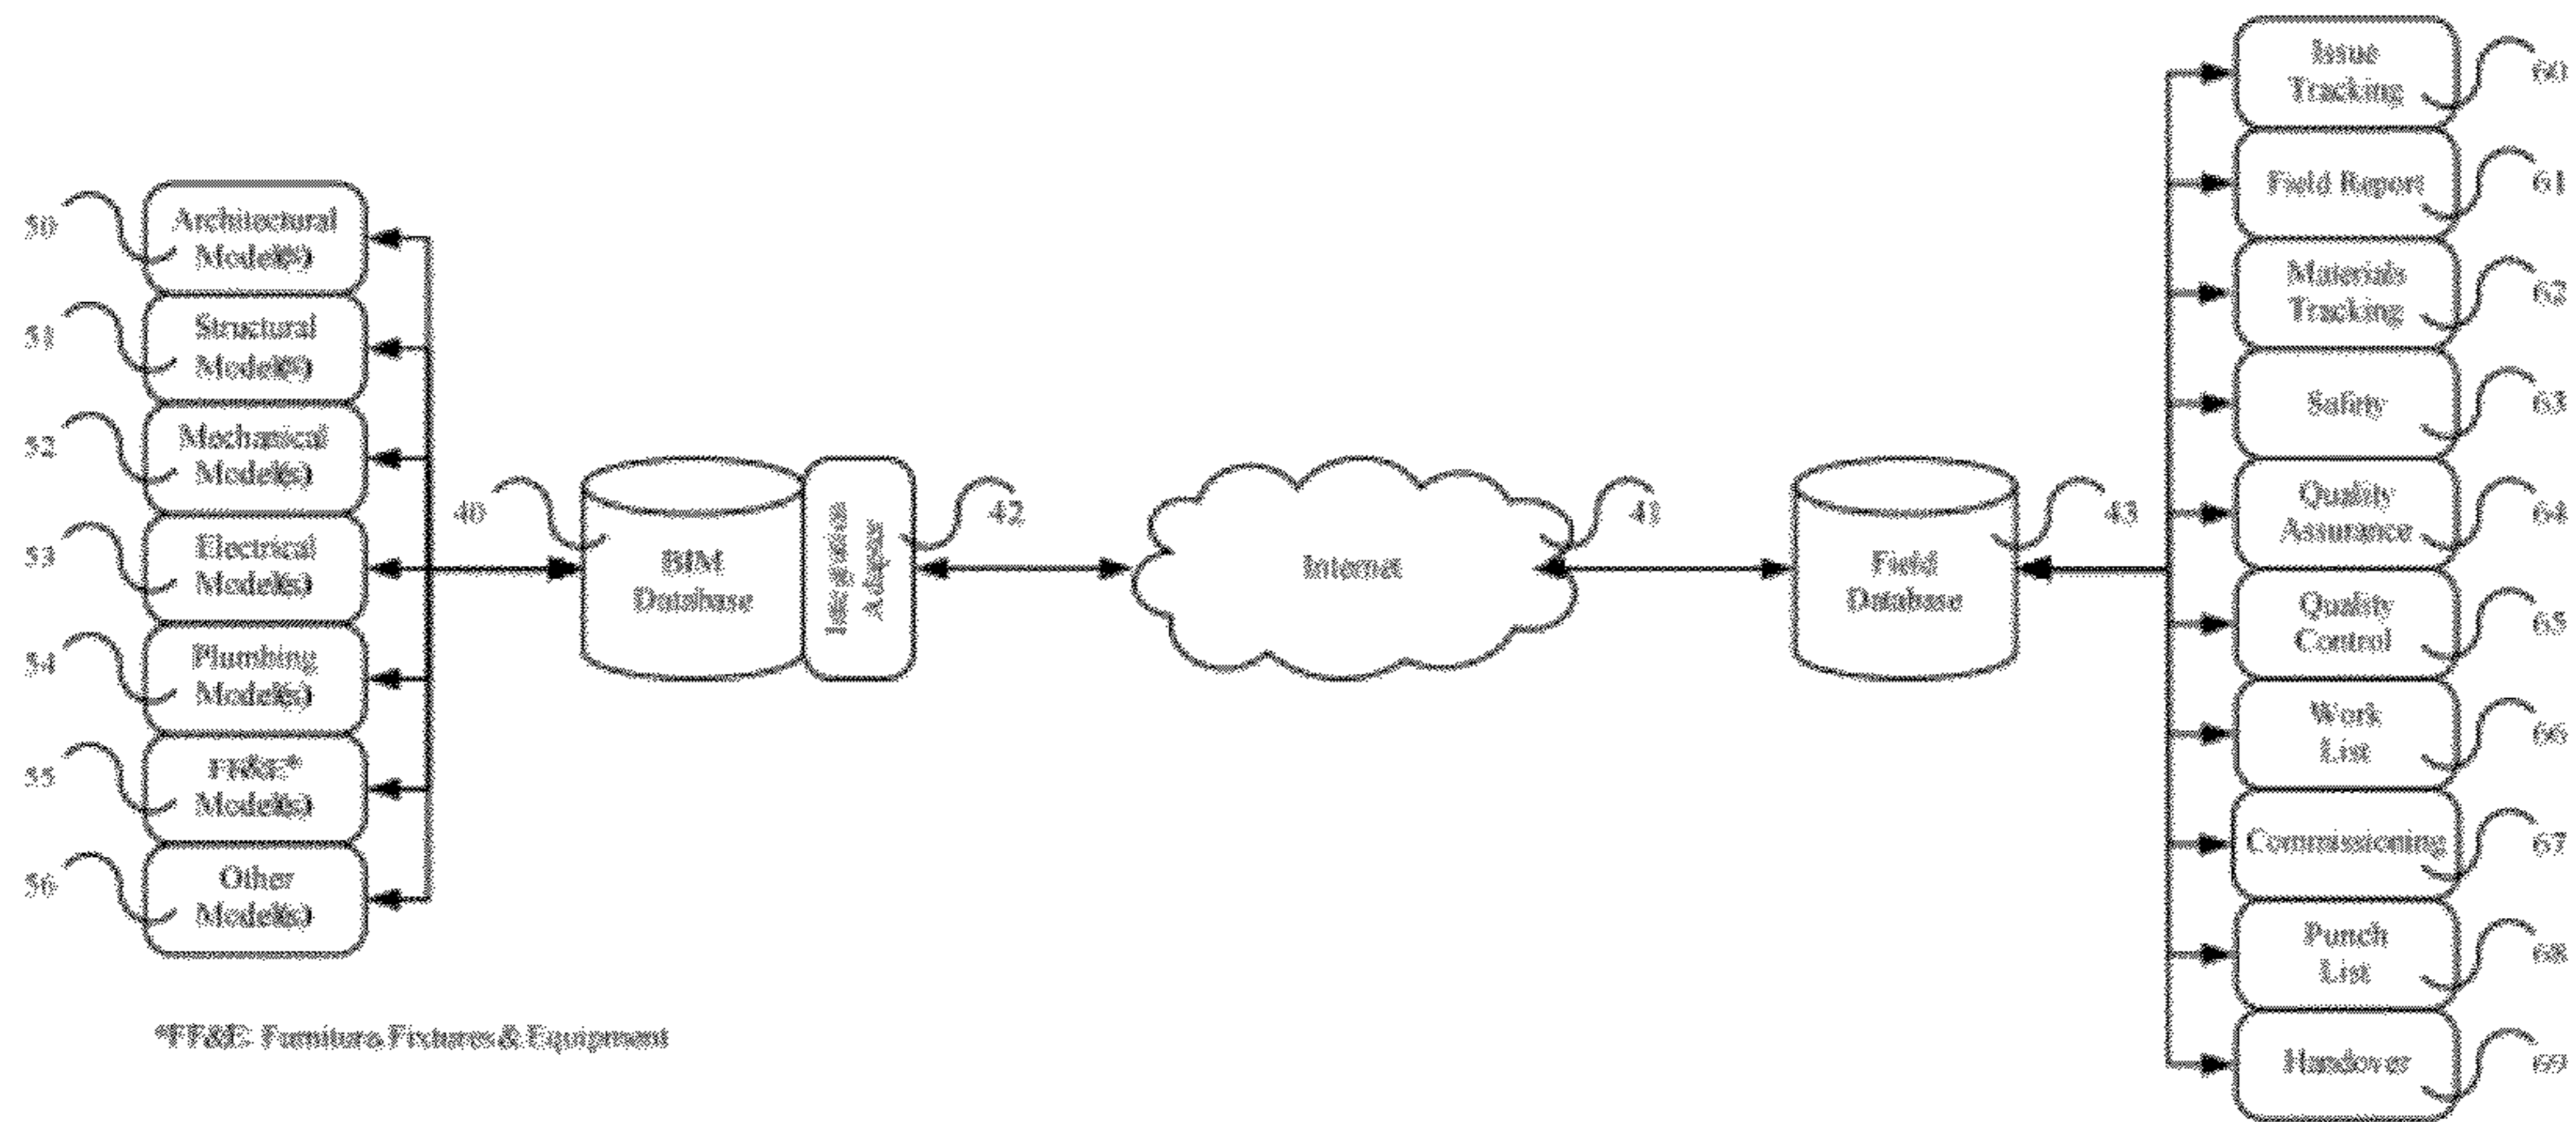 50
Architectural
Model(s)
51
Structural
Model(s)
52
Mechanical
Model(s)
53
Electrical
Model(s)
54
Plumbing
Model(s)
55
FF&E*
Model(s)
56
Other
Model(s)
*FF&E: Furniture, Fixtures & Equipment
40
BIM
Database
Integration
Adapter
42
Internet
41
Field
Database
43
Issue
Tracking
60
Field Report
61
Materials
Tracking
62
Safety
63
Quality
Assurance
64
Quality
Control
65
Work
List
66
Commissioning
67
Punch
List
68
Handover
69